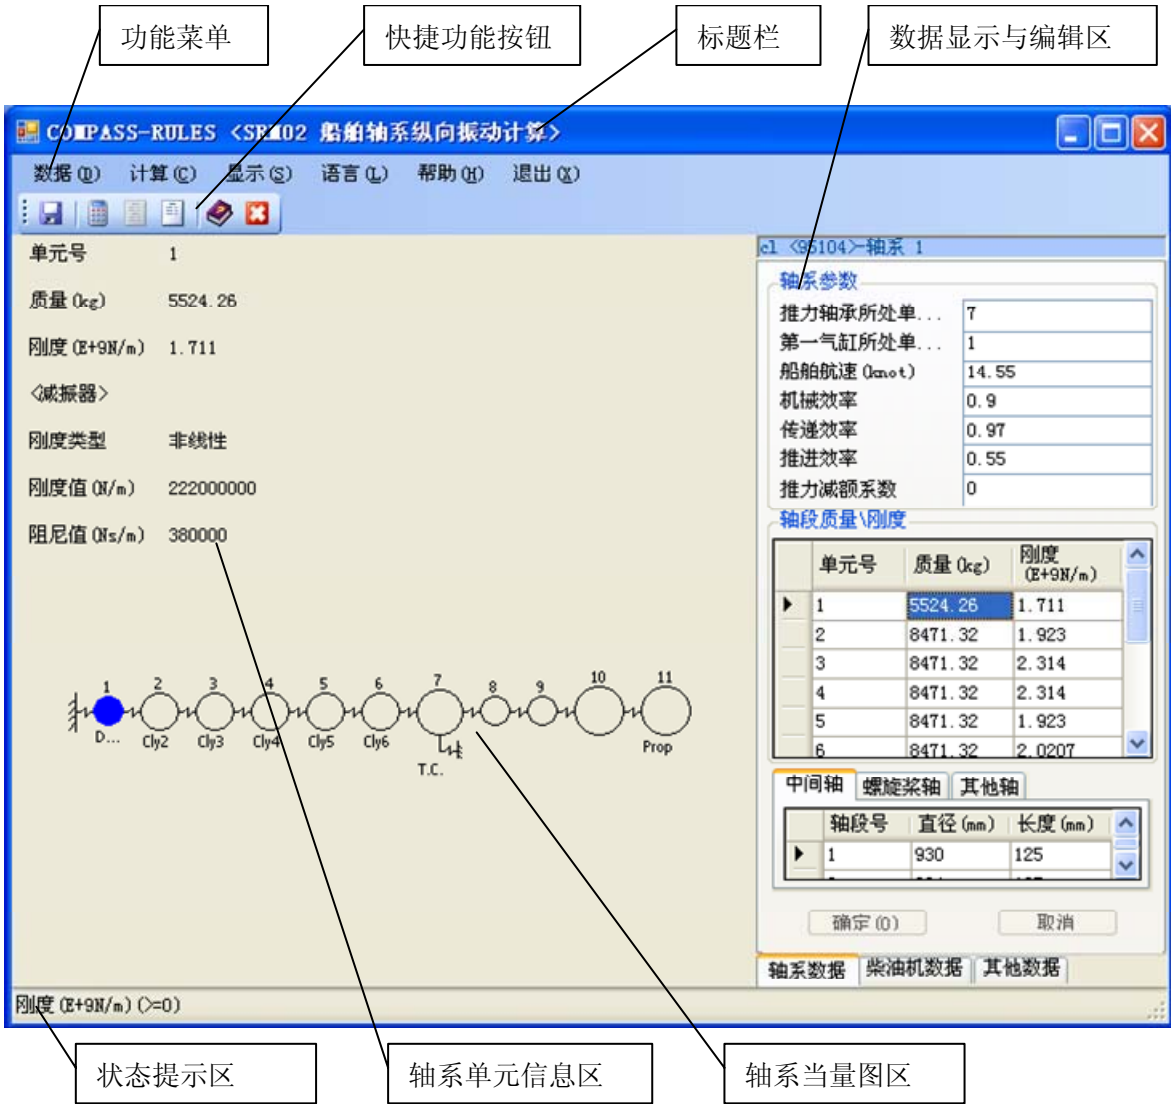 功能菜单 快捷功能按钮 标题栏 数据显示与编辑区
COMPASS-RULES <SRM02 船舶轴系纵向振动计算>
数据(D) 计算(C) 显示(S) 语言(L) 帮助(H) 退出(X)
单元号 1
质量(kg) 5524.26
刚度(E+9N/m) 1.711
<减振器>
刚度类型 非线性
刚度值(N/m) 222000000
阻尼值(Ns/m) 380000
1 2 3 4 5 6 7 8 9 10 11
D... Cly2 Cly3 Cly4 Cly5 Cly6 Prop
T.C.
cl <95104>-轴系 1
轴系参数
推力轴承所处单... 7
第一气缸所处单... 1
船舶航速(knot) 14.55
机械效率 0.9
传递效率 0.97
推进效率 0.55
推力减额系数 0
轴段质量\刚度
单元号 质量(kg) 刚度
(E+9N/m)
1 5524.26 1.711
2 8471.32 1.923
3 8471.32 2.314
4 8471.32 2.314
5 8471.32 1.923
6 8471.32 2.0207
中间轴 螺旋桨轴 其他轴
轴段号 直径(mm) 长度(mm)
1 930 125
确定(O) 取消
轴系数据 柴油机数据 其他数据
刚度(E+9N/m)(>=0)
状态提示区 轴系单元信息区 轴系当量图区